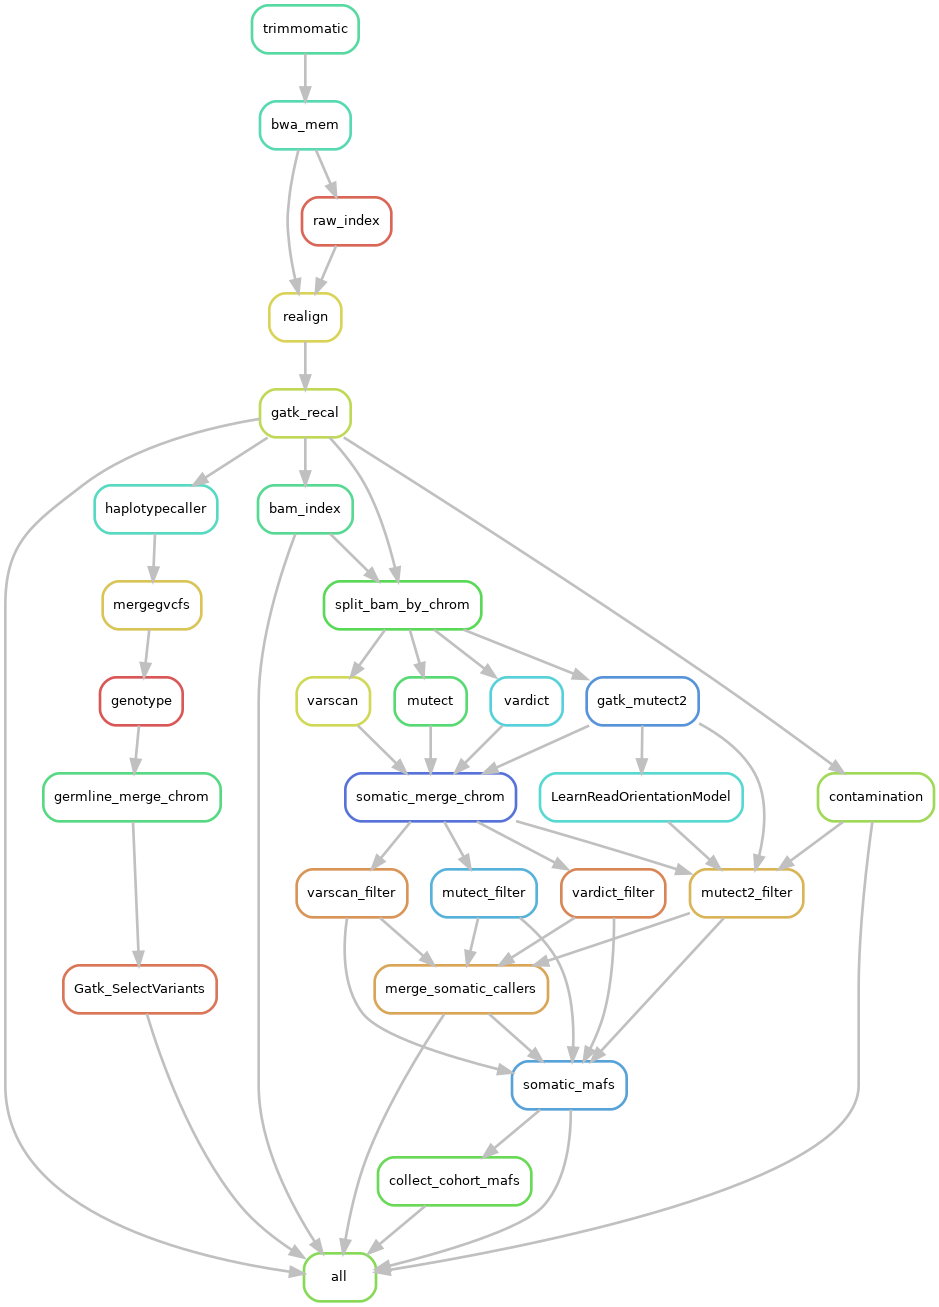 trimmomatic
bwa_mem
raw_index
realign
gatk_recal
haplotypecaller
bam_index
mergegvcfs
split_bam_by_chrom
genotype
varscan
mutect
vardict
gatk_mutect2
germline_merge_chrom
somatic_merge_chrom
LearnReadOrientationModel
contamination
varscan_filter
mutect_filter
vardict_filter
mutect2_filter
Gatk_SelectVariants
merge_somatic_callers
somatic_mafs
collect_cohort_mafs
all